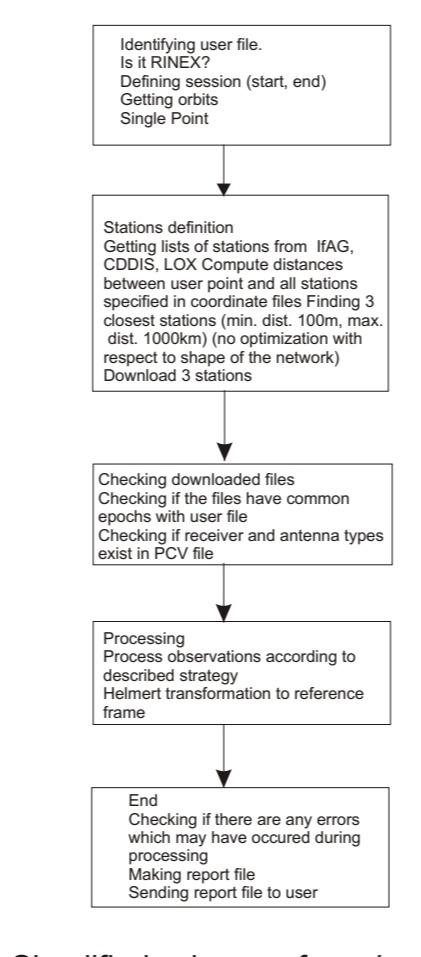 Identifying user file.
Is it RINEX?
Defining session (start, end)
Getting orbits
Single Point
Stations definition
Getting lists of stations from IfAG,
CDDIS, LOX Compute distances
between user point and all stations
specified in coordinate files Finding 3
closest stations (min. dist. 100m, max.
dist. 1000km) (no optimization with
respect to shape of the network)
Download 3 stations
Checking downloaded files
Checking if the files have common
epochs with user file
Checking if receiver and antenna types
exist in PCV file
Processing
Process observations according to
described strategy
Helmert transformation to reference
frame
End
Checking if there are any errors
which may have occured during
processing
Making report file
Sending report file to user